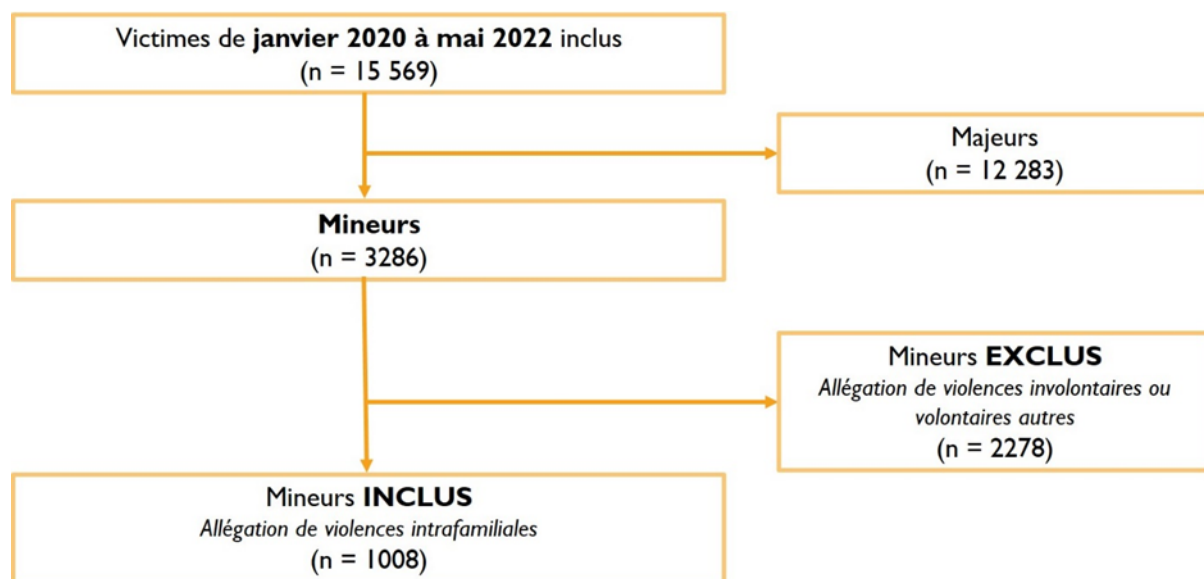 Victimes de janvier 2020 à mai 2022 inclus
(n = 15 569)
Majeurs
(n = 12 283)
Mineurs
(n = 3286)
Mineurs EXCLUS
Allégation de violences involontaires ou
volontaires autres
(n = 2278)
Mineurs INCLUS
Allégation de violences intrafamiliales
(n = 1008)